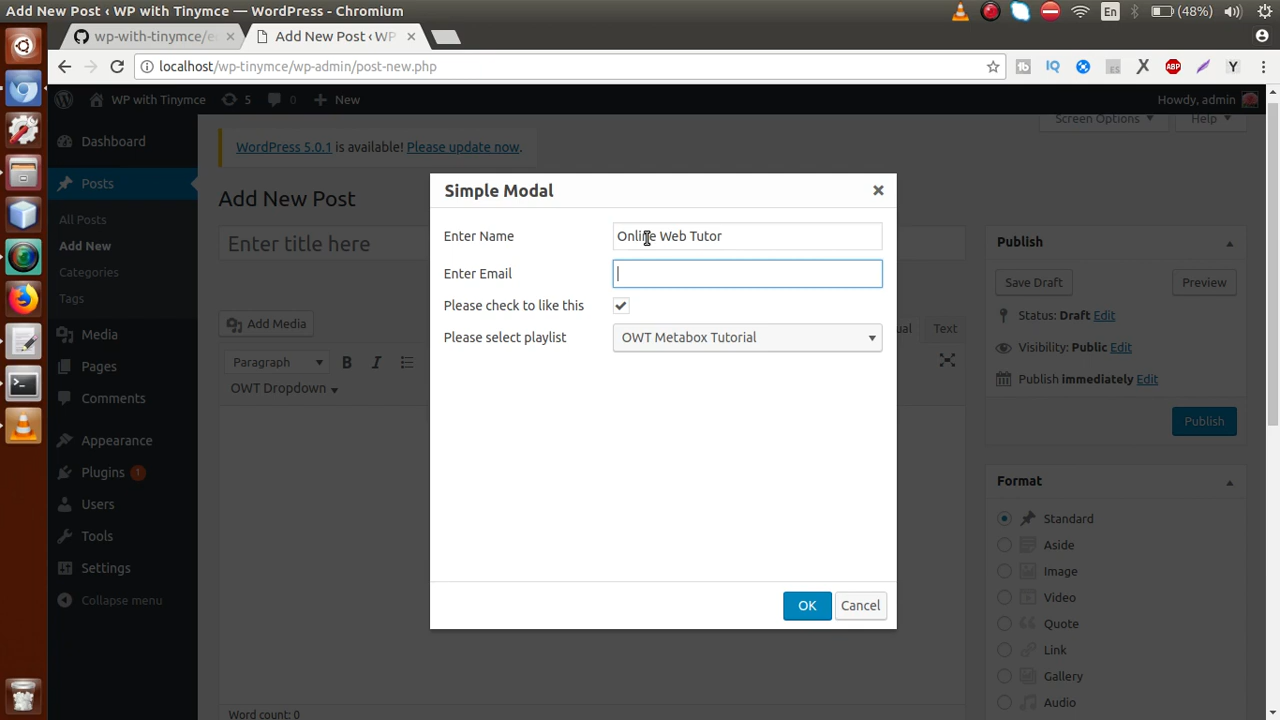 Add New Post ‹ WP with Tinymce — WordPress - Chromium
En
(48%)
wp-with-tinymce/e
Add New Post ‹ WP
localhost/wp-tinymce/wp-admin/post-new.php
fb
IQ
ES
X
ABP
Y
WP with Tinymce
5
0
New
Howdy, admin
Dashboard
Posts
All Posts
Add New
Categories
Tags
Media
Pages
Comments
Appearance
Plugins 1
Users
Tools
Settings
Collapse menu
Screen Options
Help
WordPress 5.0.1 is available! Please update now.
Add New Post
Enter title here
Add Media
Text
Paragraph
B
I
OWT Dropdown
Word count: 0
Simple Modal
Enter Name
Online Web Tutor
Enter Email
Please check to like this
Please select playlist
OWT Metabox Tutorial
OK
Cancel
Publish
Save Draft
Preview
Status: Draft Edit
Visibility: Public Edit
Publish immediately Edit
Publish
Format
Standard
Aside
Image
Video
Quote
Link
Gallery
Audio